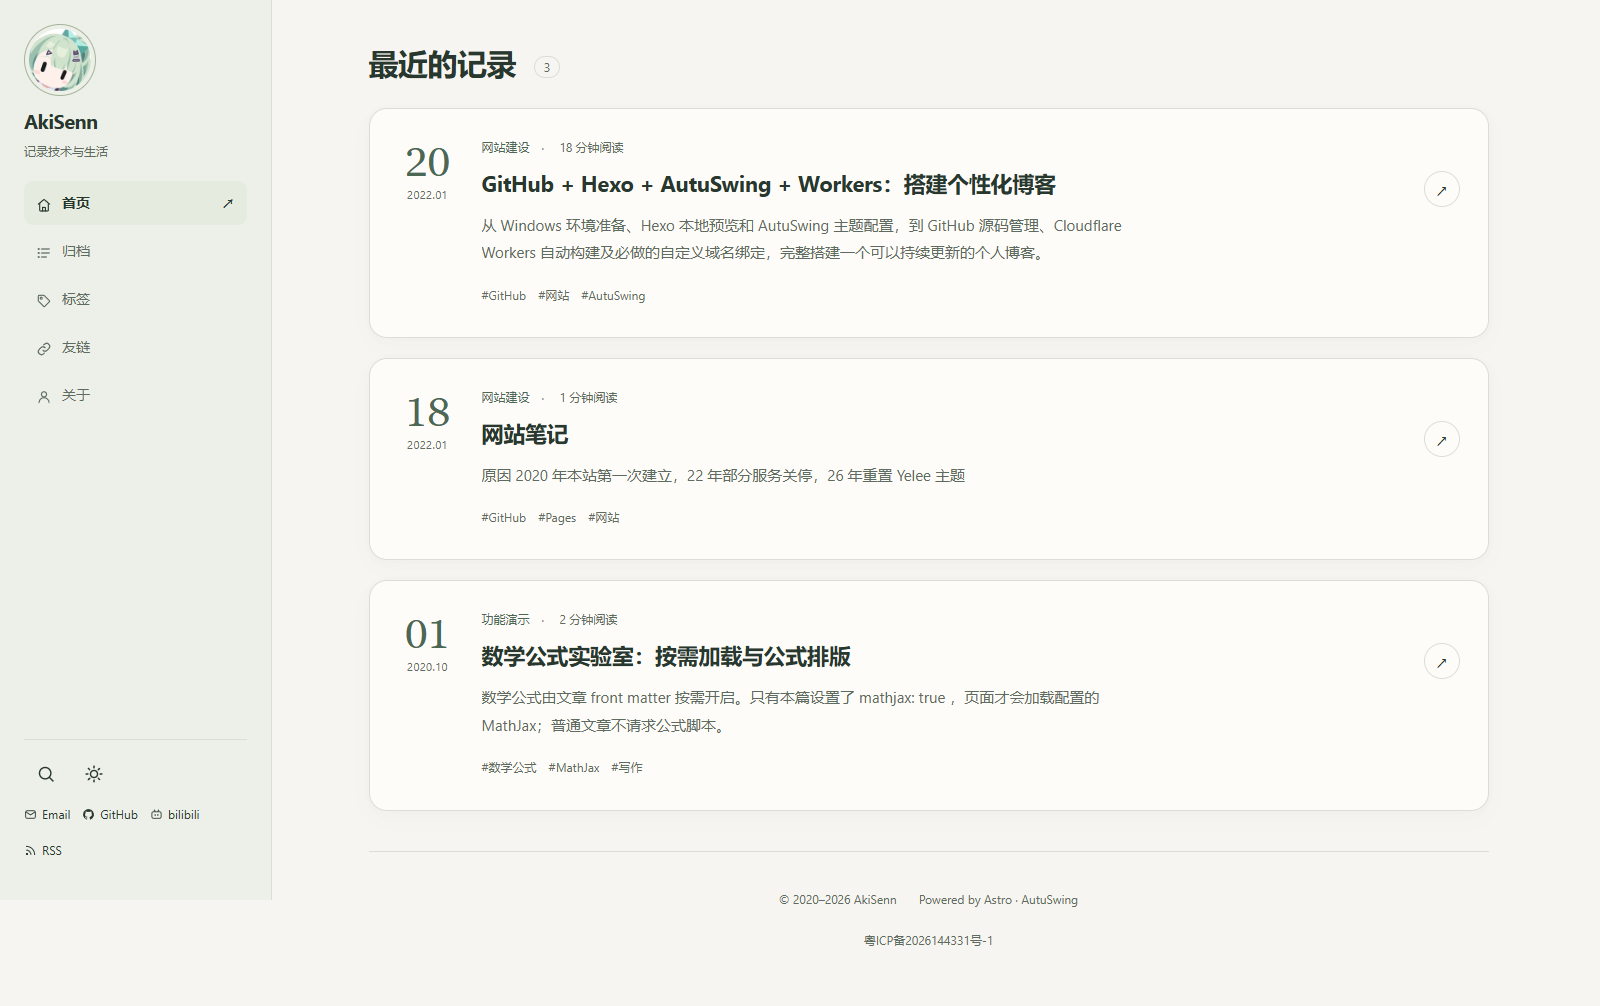 AkiSenn
记录技术与生活
首页
归档
标签
友链
关于
Email GitHub bilibili
RSS
最近的记录 3
20
2022.01
网站建设 · 18 分钟阅读
GitHub + Hexo + AutuSwing + Workers：搭建个性化博客
从 Windows 环境准备、Hexo 本地预览和 AutuSwing 主题配置，到 GitHub 源码管理、Cloudflare
Workers 自动构建及必做的自定义域名绑定，完整搭建一个可以持续更新的个人博客。
#GitHub #网站 #AutuSwing
18
2022.01
网站建设 · 1 分钟阅读
网站笔记
原因 2020 年本站第一次建立，22 年部分服务关停，26 年重置 Yelee 主题
#GitHub #Pages #网站
01
2020.10
功能演示 · 2 分钟阅读
数学公式实验室：按需加载与公式排版
数学公式由文章 front matter 按需开启。只有本篇设置了 mathjax: true ，页面才会加载配置的
MathJax；普通文章不请求公式脚本。
#数学公式 #MathJax #写作
© 2020–2026 AkiSenn Powered by Astro · AutuSwing
粤ICP备2026144331号-1